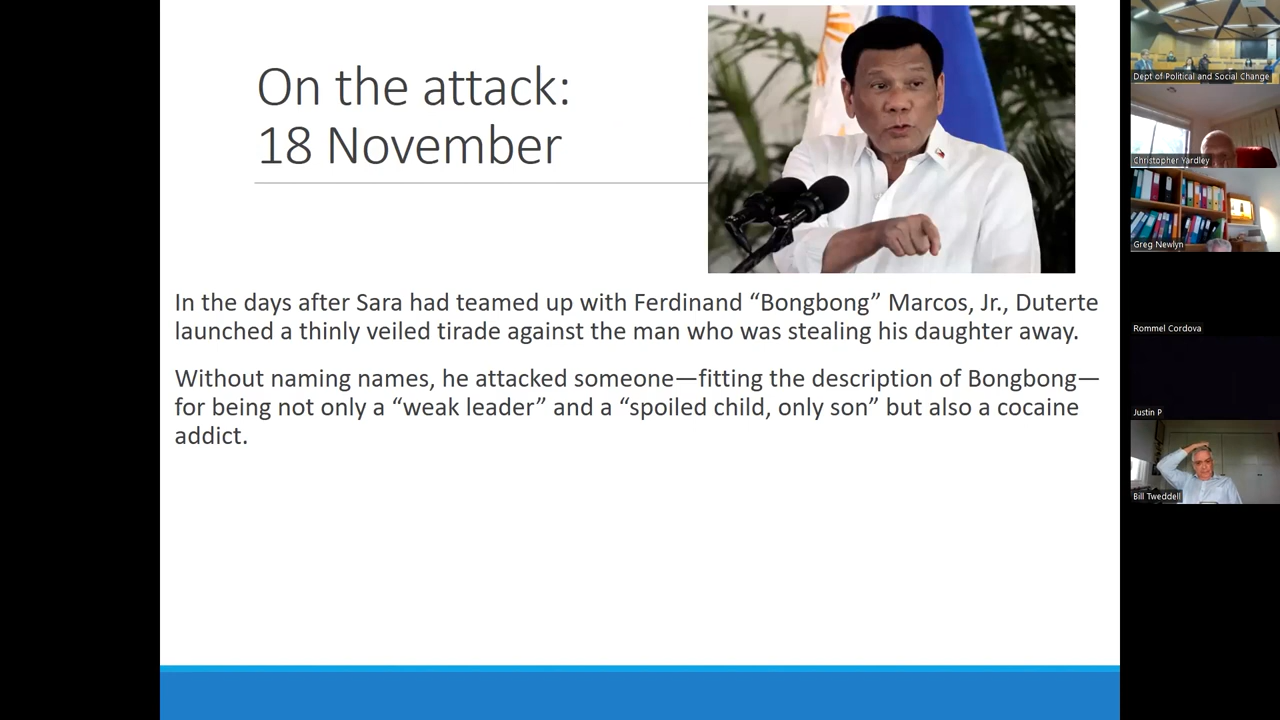 On the attack:
18 November
In the days after Sara had teamed up with Ferdinand “Bongbong” Marcos, Jr., Duterte
launched a thinly veiled tirade against the man who was stealing his daughter away.
Without naming names, he attacked someone—fitting the description of Bongbong—
for being not only a “weak leader” and a “spoiled child, only son” but also a cocaine
addict.
Dept of Political and Social Change
Christopher Yardley
Greg Newlyn
Rommel Cordova
Justin P
Bill Tweddell